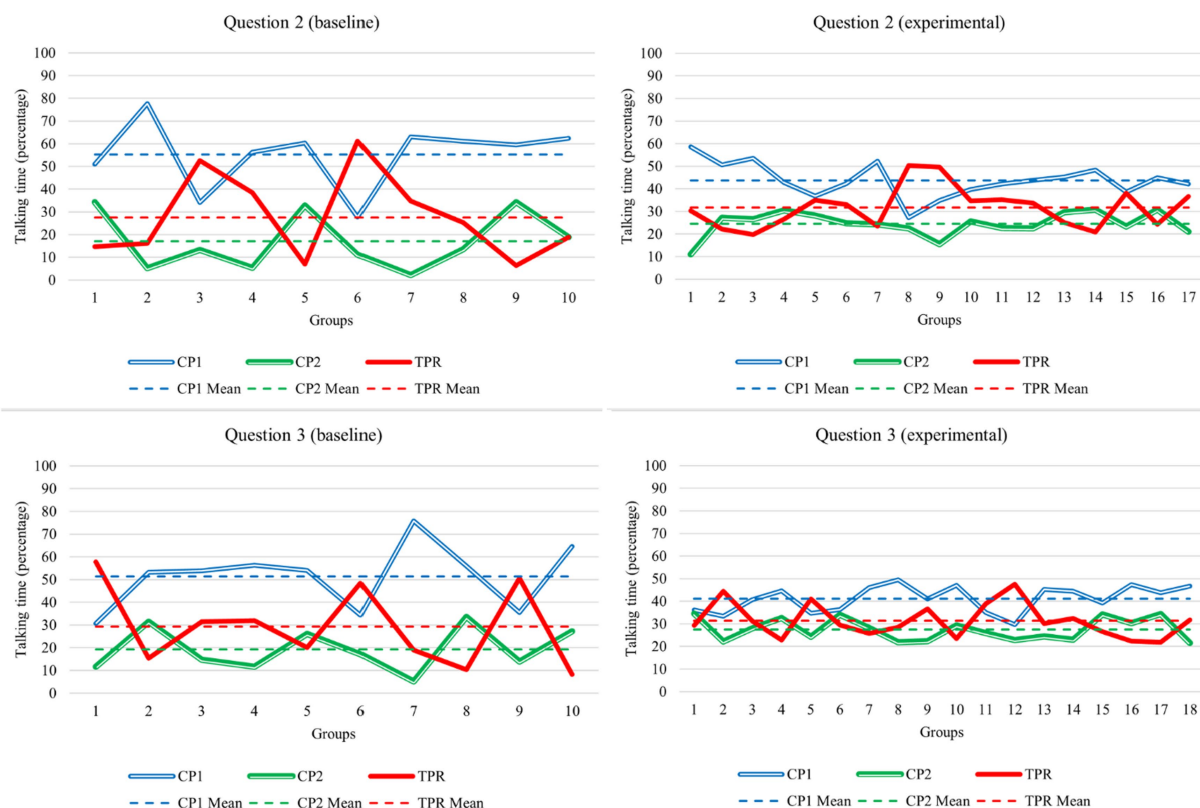 Question 2 (baseline)
Talking time (percentage)
100
90
80
70
60
50
40
30
20
10
0
1 2 3 4 5 6 7 8 9 10
Groups
CP1 CP2 TPR
CP1 Mean CP2 Mean TPR Mean
Question 2 (experimental)
Talking time (percentage)
100
90
80
70
60
50
40
30
20
10
0
1 2 3 4 5 6 7 8 9 10 11 12 13 14 15 16 17
Groups
CP1 CP2 TPR
CP1 Mean CP2 Mean TPR Mean
Question 3 (baseline)
Talking time (percentage)
100
90
80
70
60
50
40
30
20
10
0
1 2 3 4 5 6 7 8 9 10
Groups
CP1 CP2 TPR
CP1 Mean CP2 Mean TPR Mean
Question 3 (experimental)
Talking time (percentage)
100
90
80
70
60
50
40
30
20
10
0
1 2 3 4 5 6 7 8 9 10 11 12 13 14 15 16 17 18
Groups
CP1 CP2 TPR
CP1 Mean CP2 Mean TPR Mean